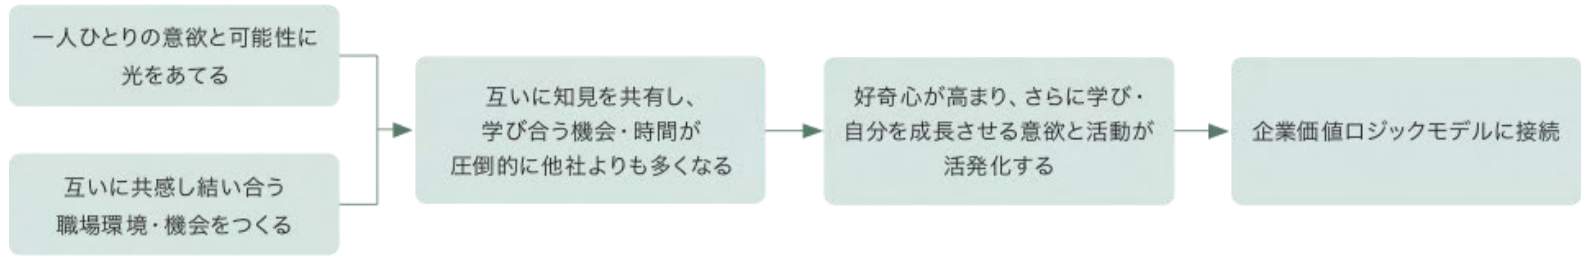 一人ひとりの意欲と可能性に
光をあてる
互いに共感し結い合う
職場環境・機会をつくる
互いに知見を共有し、
学び合う機会・時間が
圧倒的に他社よりも多くなる
好奇心が高まり、さらに学び・
自分を成長させる意欲と活動が
活発化する
企業価値ロジックモデルに接続